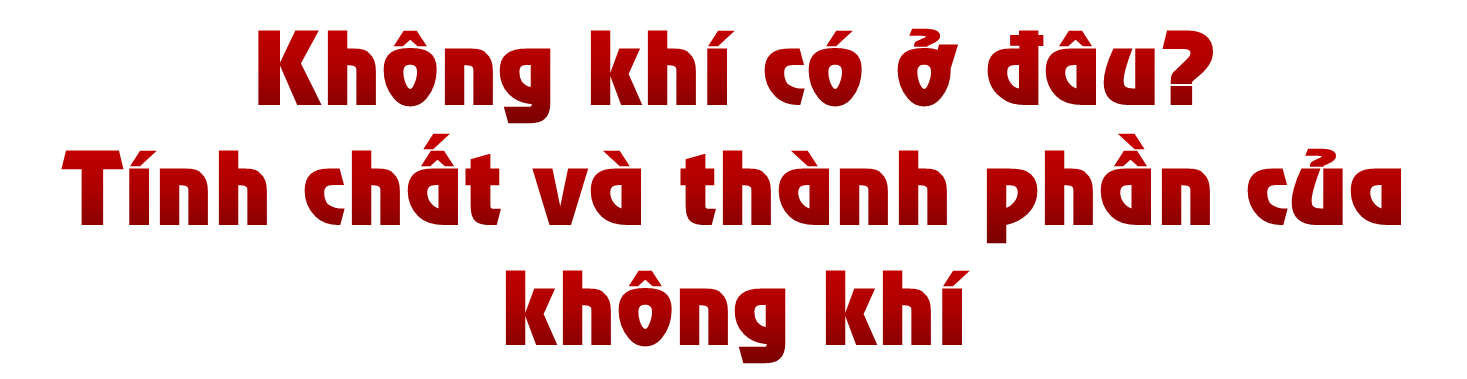 Không khí có ở đâu?
Tính chất và thành phần của
không khí